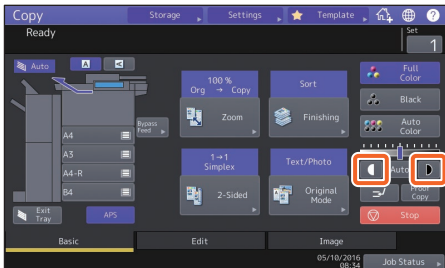 Copy
Storage
Settings
Template
?
Ready
Set
1
Auto
A
A4
A3
A4-R
B4
Bypass
Feed
Exit
Tray
APS
100 %
Org → Copy
Zoom
Sort
Finishing
1→1
Simplex
2-Sided
Text/Photo
Original
Mode
Full
Color
Black
Auto
Color
Auto
Proof
Copy
Stop
Basic
Edit
Image
05/10/2016
08:34
Job Status